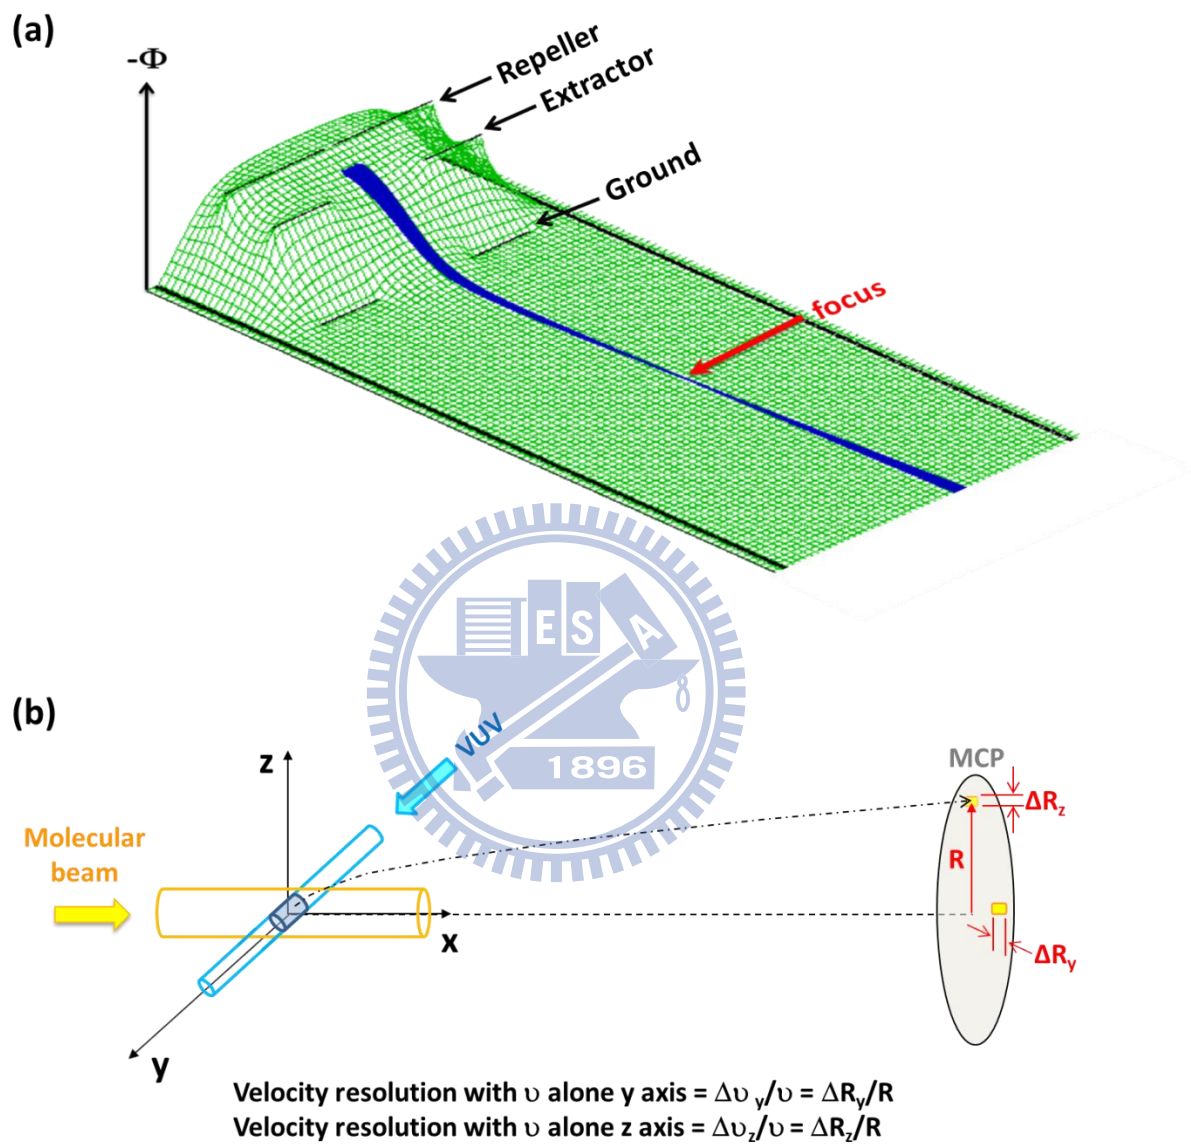 (a)
-Φ
Repeller
Extractor
Ground
focus
E S A
1896
(b)
z
VUV
MCP
ΔRz
Molecular
beam
R
x
ΔRy
y
Velocity resolution with υ alone y axis = Δυ y/υ = ΔRy/R
Velocity resolution with υ alone z axis = Δυz/υ = ΔRz/R